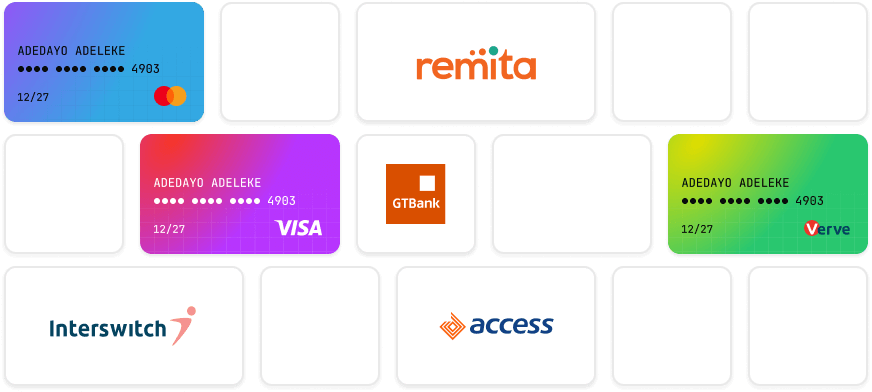 ADEDAYO ADELEKE
•••• •••• •••• 4903
12/27
remita
ADEDAYO ADELEKE
•••• •••• •••• 4903
12/27
VISA
GTBank
ADEDAYO ADELEKE
•••• •••• •••• 4903
12/27
Verve
Interswitch
access